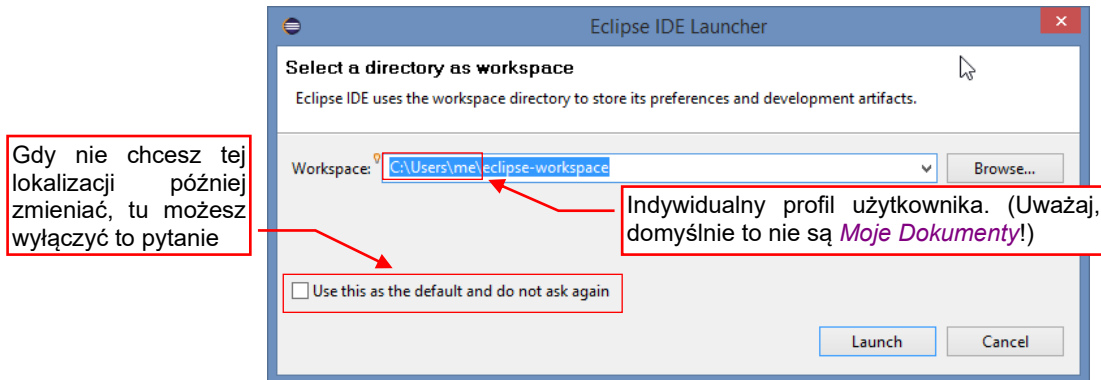 Eclipse IDE Launcher
Select a directory as workspace
Eclipse IDE uses the workspace directory to store its preferences and development artifacts.
Gdy nie chcesz tej
lokalizacji później
zmieniać, tu możesz
wyłączyć to pytanie
Workspace: C:\Users\me\eclipse-workspace Browse...
Indywidualny profil użytkownika. (Uważaj,
domyślnie to nie są Moje Dokumenty!)
Use this as the default and do not ask again
Launch Cancel